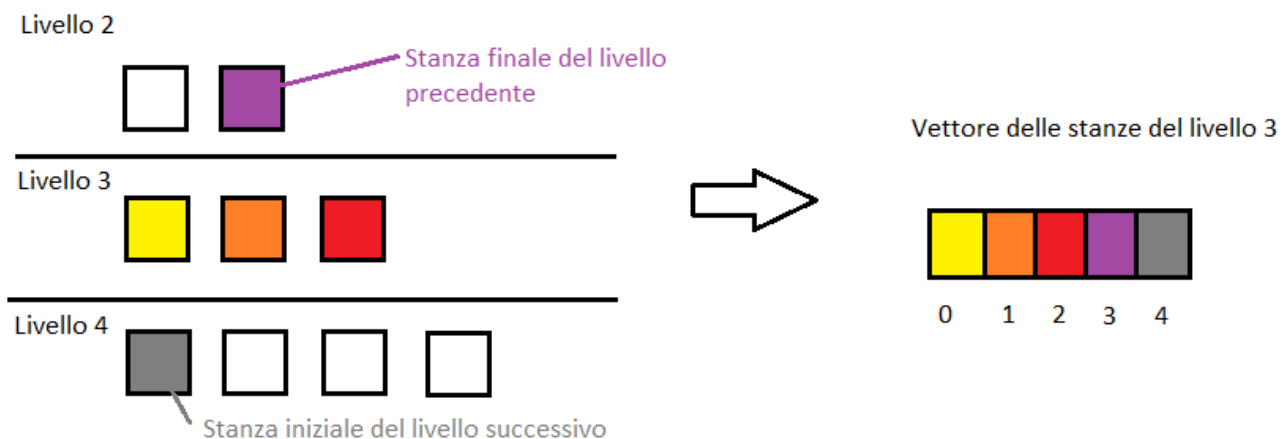 Livello 2
Stanza finale del livello
precedente
Vettore delle stanze del livello 3
Livello 3
0 1 2 3 4
Livello 4
Stanza iniziale del livello successivo